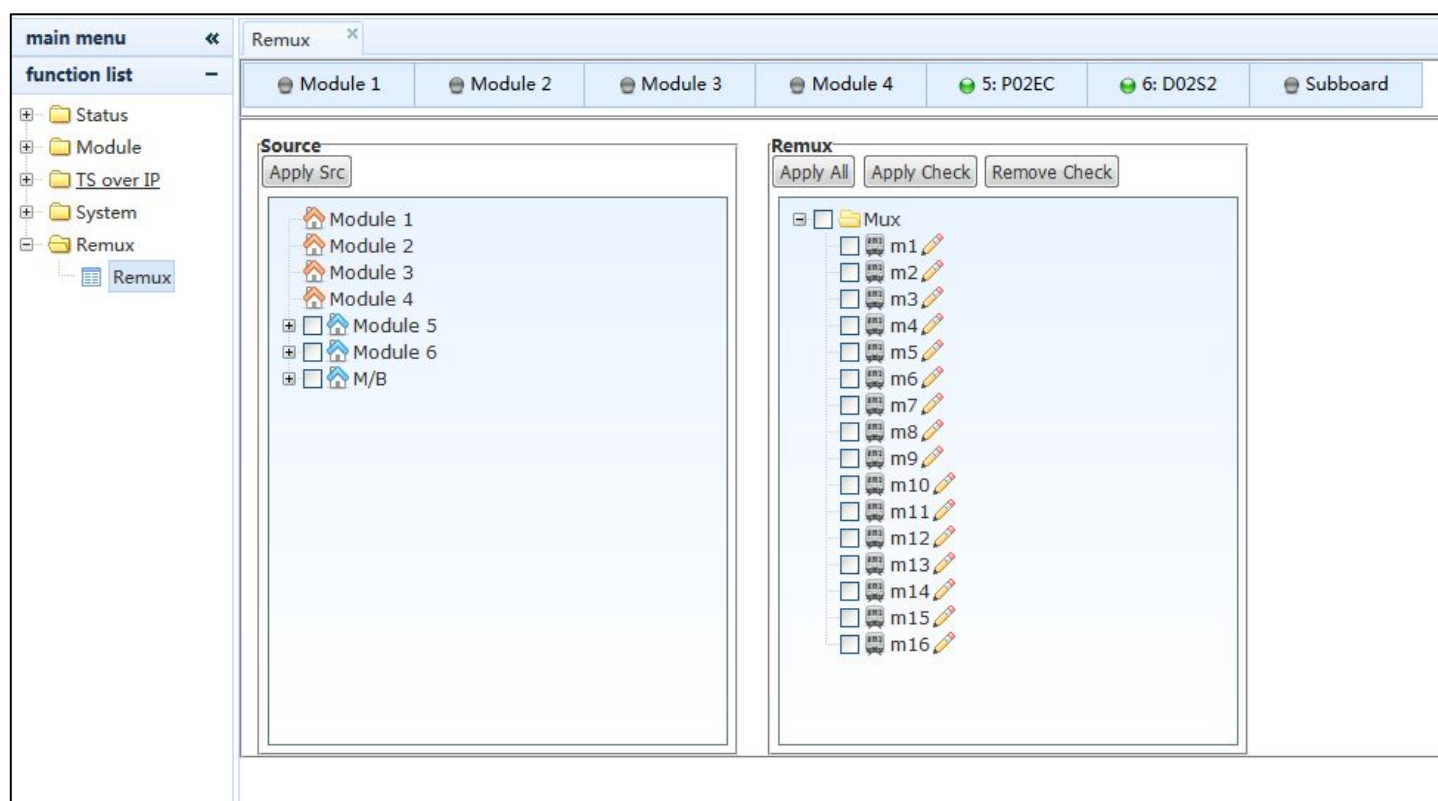 main menu «
function list −
Status
Module
TS over IP
System
Remux
Remux
Remux ×
Module 1 Module 2 Module 3 Module 4 5: P02EC 6: D02S2 Subboard
Source
Apply Src
Module 1
Module 2
Module 3
Module 4
Module 5
Module 6
M/B
Remux
Apply All Apply Check Remove Check
Mux
m1
m2
m3
m4
m5
m6
m7
m8
m9
m10
m11
m12
m13
m14
m15
m16